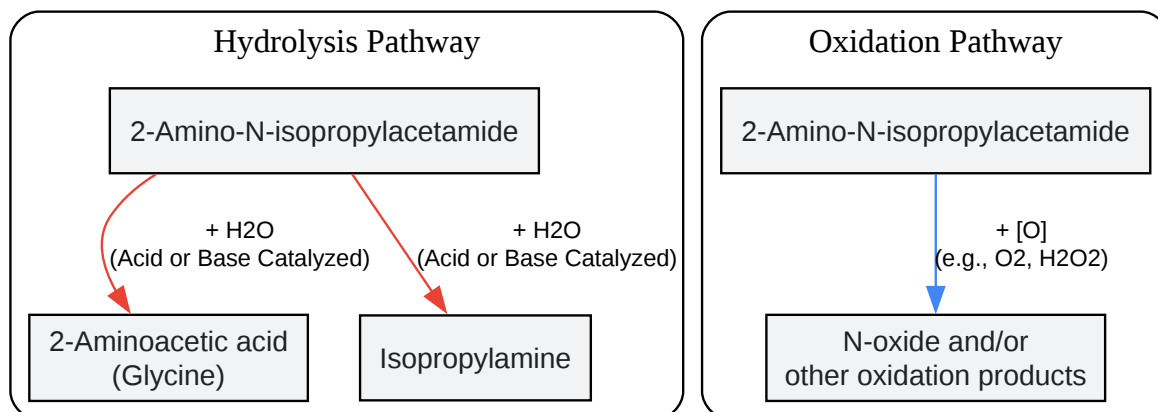 Hydrolysis Pathway
2-Amino-N-isopropylacetamide
+ H2O
(Acid or Base Catalyzed)
+ H2O
(Acid or Base Catalyzed)
2-Aminoacetic acid
(Glycine)
Isopropylamine
Oxidation Pathway
2-Amino-N-isopropylacetamide
+ [O]
(e.g., O2, H2O2)
N-oxide and/or
other oxidation products